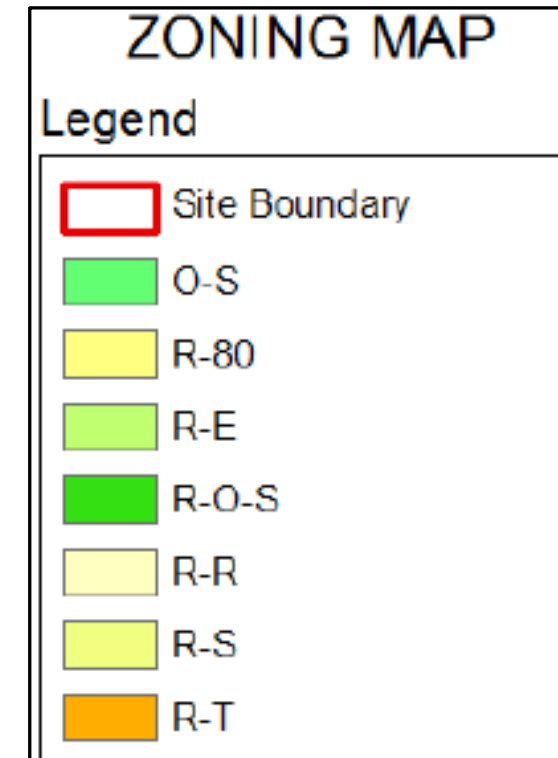 ZONING MAP
Legend
Site Boundary
O-S
R-80
R-E
R-O-S
R-R
R-S
R-T